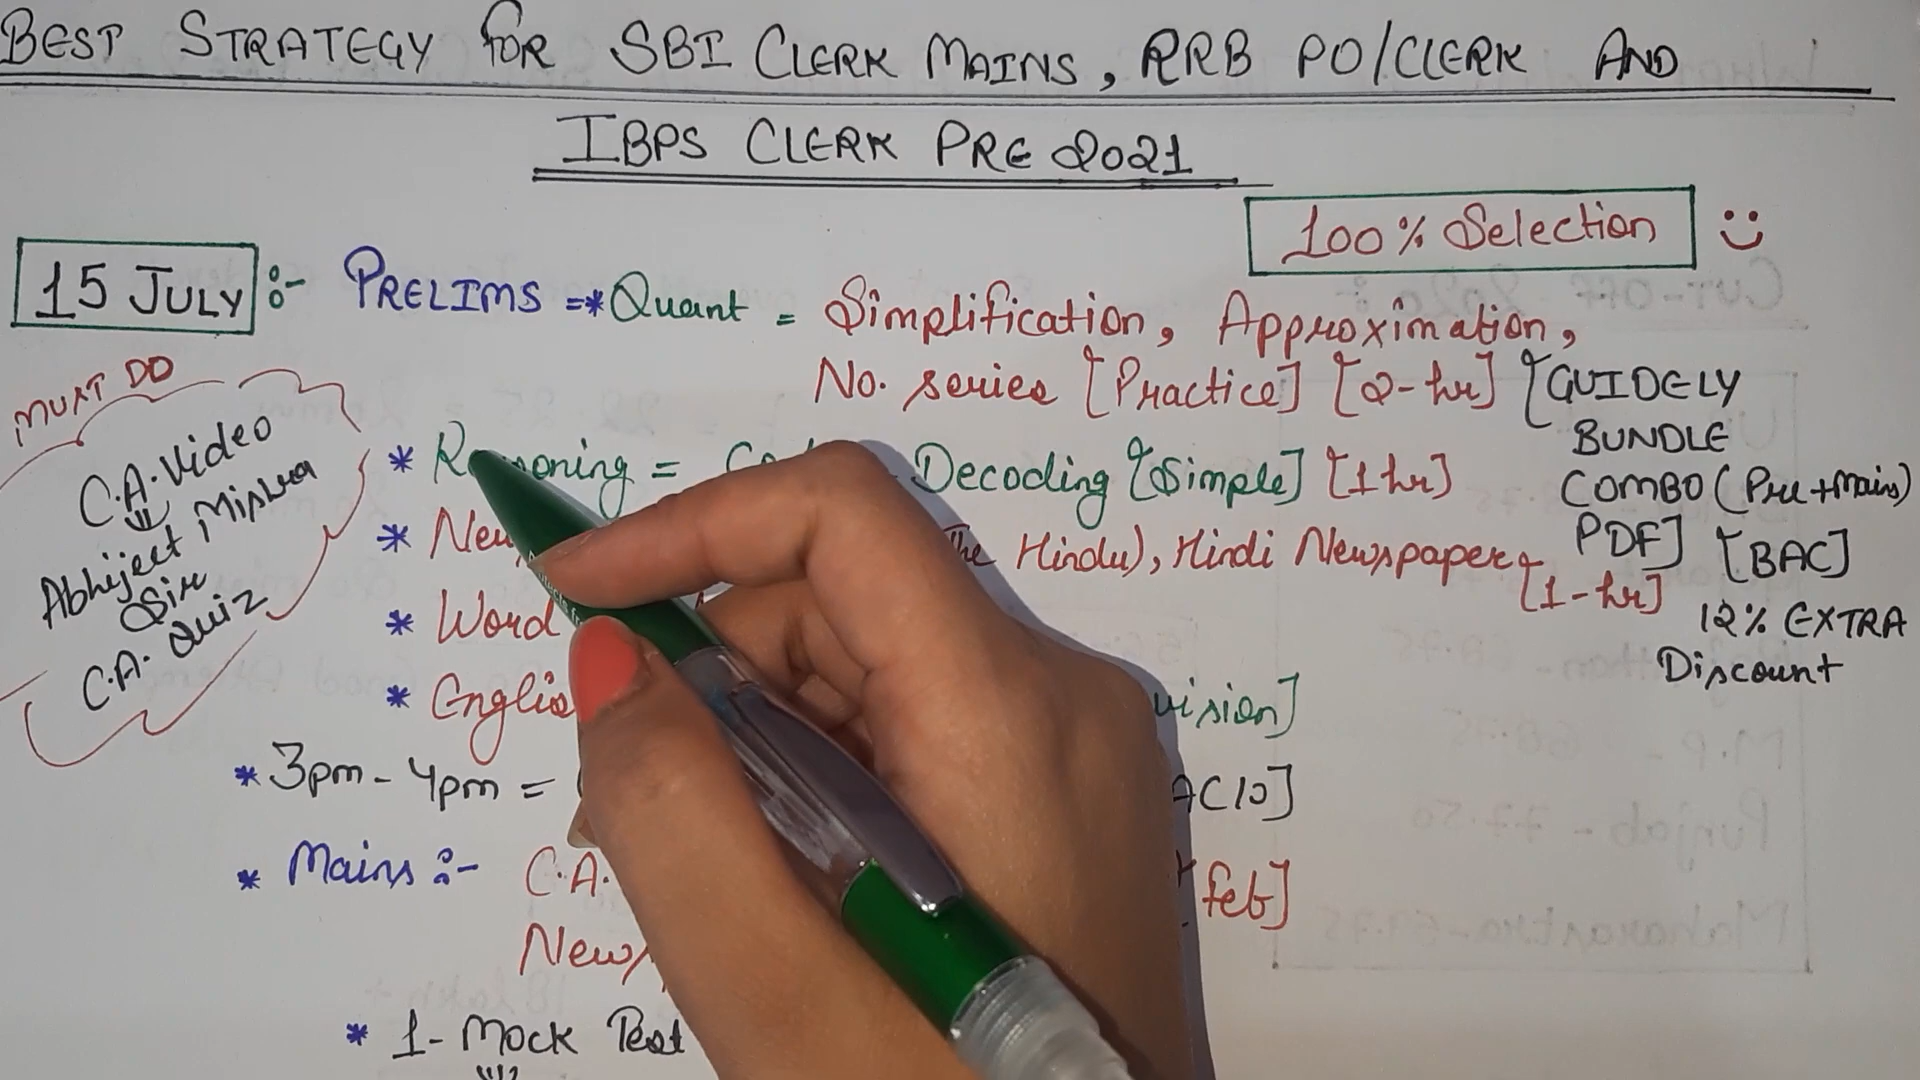 BEST STRATEGY FOR SBI CLERK MAINS, RRB PO/CLERK AND
IBPS CLERK PRE 2021
100% Selection
15 JULY :- PRELIMS =* Quant = Simplification, Approximation,
No. series [Practice] [2-hr] [GUIDELY
BUNDLE
COMBO (Pre+Mains)
PDF] [BAC]
12% EXTRA
Discount
MUST DO
C.A. Video
Abhijeet Mishra
Sir
C.A. Quiz
* Reasoning = Decoding [Simple] [1 hr]
* The Hindu), Hindi Newspaper [1-hr]
* Word
* English vision]
* 3pm - 4pm =
* Mains :- C.A. feb]
* 1- Mock Test